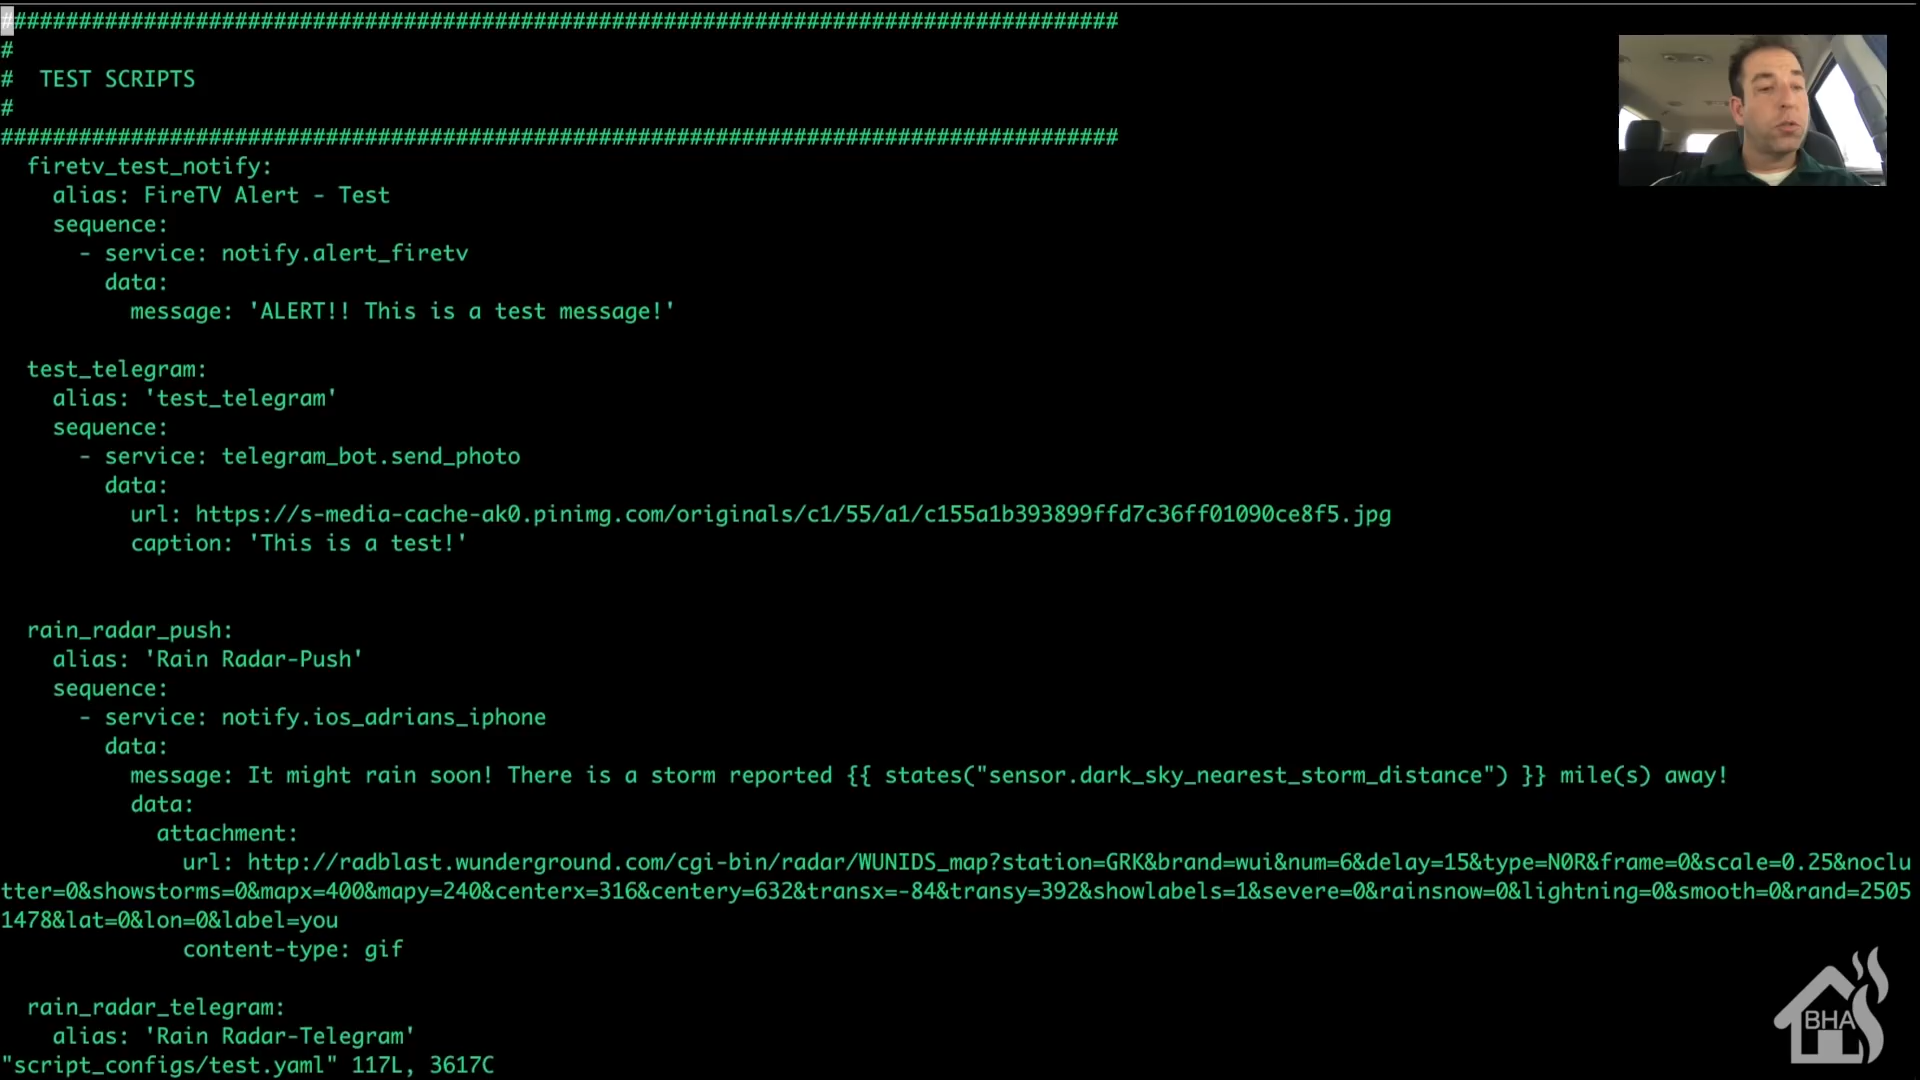 ######################################################################################
#
#  TEST SCRIPTS
#
######################################################################################
  firetv_test_notify:
    alias: FireTV Alert - Test
    sequence:
      - service: notify.alert_firetv
        data:
          message: 'ALERT!! This is a test message!'
  test_telegram:
    alias: 'test_telegram'
    sequence:
      - service: telegram_bot.send_photo
        data:
          url: https://s-media-cache-ak0.pinimg.com/originals/c1/55/a1/c155a1b393899ffd7c36ff01090ce8f5.jpg
          caption: 'This is a test!'
  rain_radar_push:
    alias: 'Rain Radar-Push'
    sequence:
      - service: notify.ios_adrians_iphone
        data:
          message: It might rain soon! There is a storm reported {{ states("sensor.dark_sky_nearest_storm_distance") }} mile(s) away!
          data:
            attachment:
              url: http://radblast.wunderground.com/cgi-bin/radar/WUNIDS_map?station=GRK&brand=wui&num=6&delay=15&type=N0R&frame=0&scale=0.25&noclu
tter=0&showstorms=0&mapx=400&mapy=240&centerx=316&centery=632&transx=-84&transy=392&showlabels=1&severe=0&rainsnow=0&lightning=0&smooth=0&rand=2505
1478&lat=0&lon=0&label=you
              content-type: gif
  rain_radar_telegram:
    alias: 'Rain Radar-Telegram'
"script_configs/test.yaml" 117L, 3617C
BHA